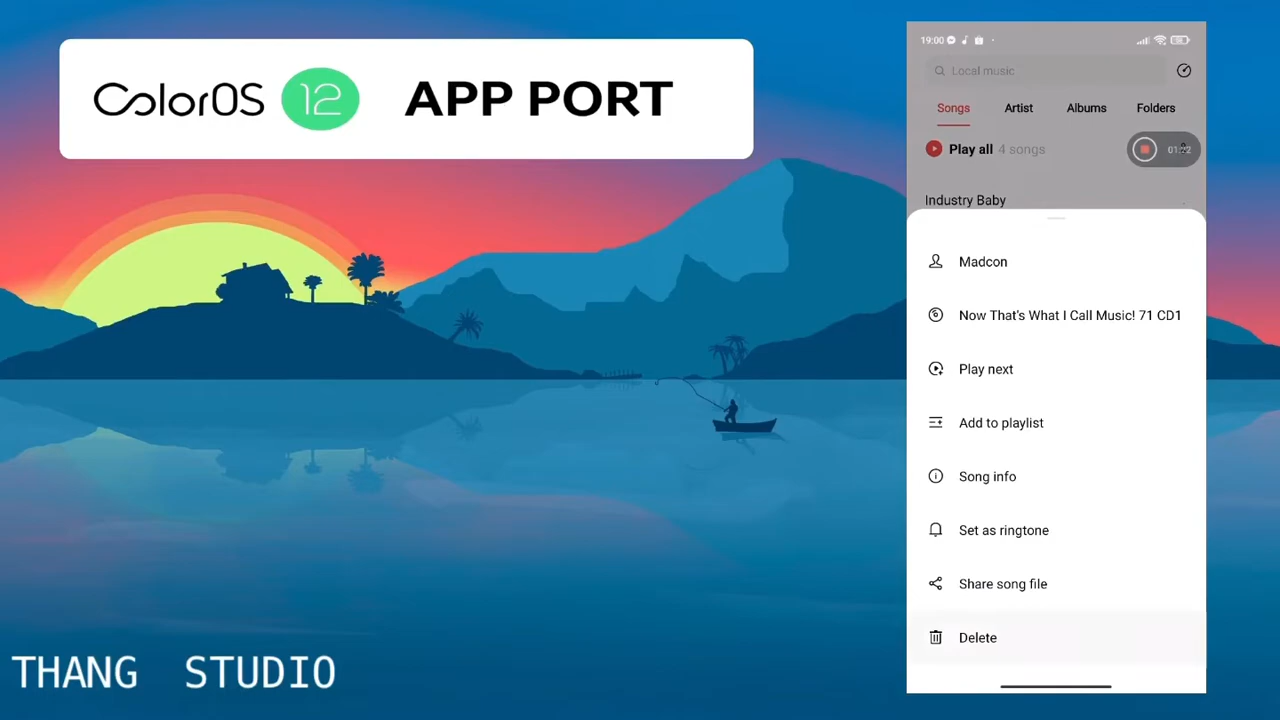 ColorOS 12 APP PORT
19:00
Local music
Songs Artist Albums Folders
Play all 4 songs
Industry Baby
Madcon
Now That's What I Call Music! 71 CD1
Play next
Add to playlist
Song info
Set as ringtone
Share song file
Delete
THANG STUDIO